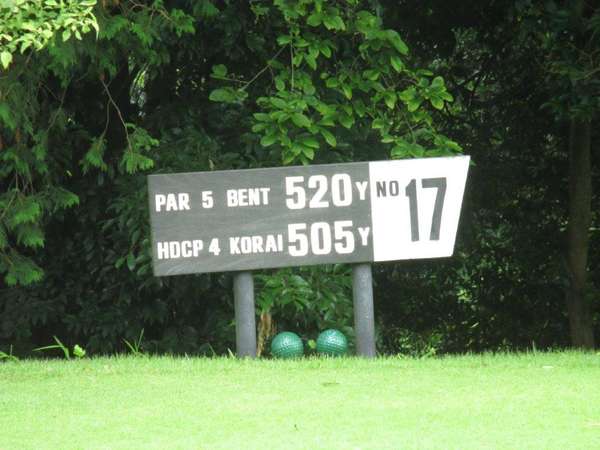 PAR 5 BENT 520Y
HDCP 4 KORAI 505Y
NO 17